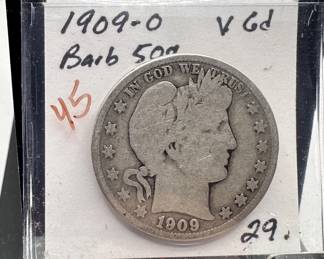 1909-O V Gd
Barb 50¢
45
IN GOD WE TRUST
1909
29.